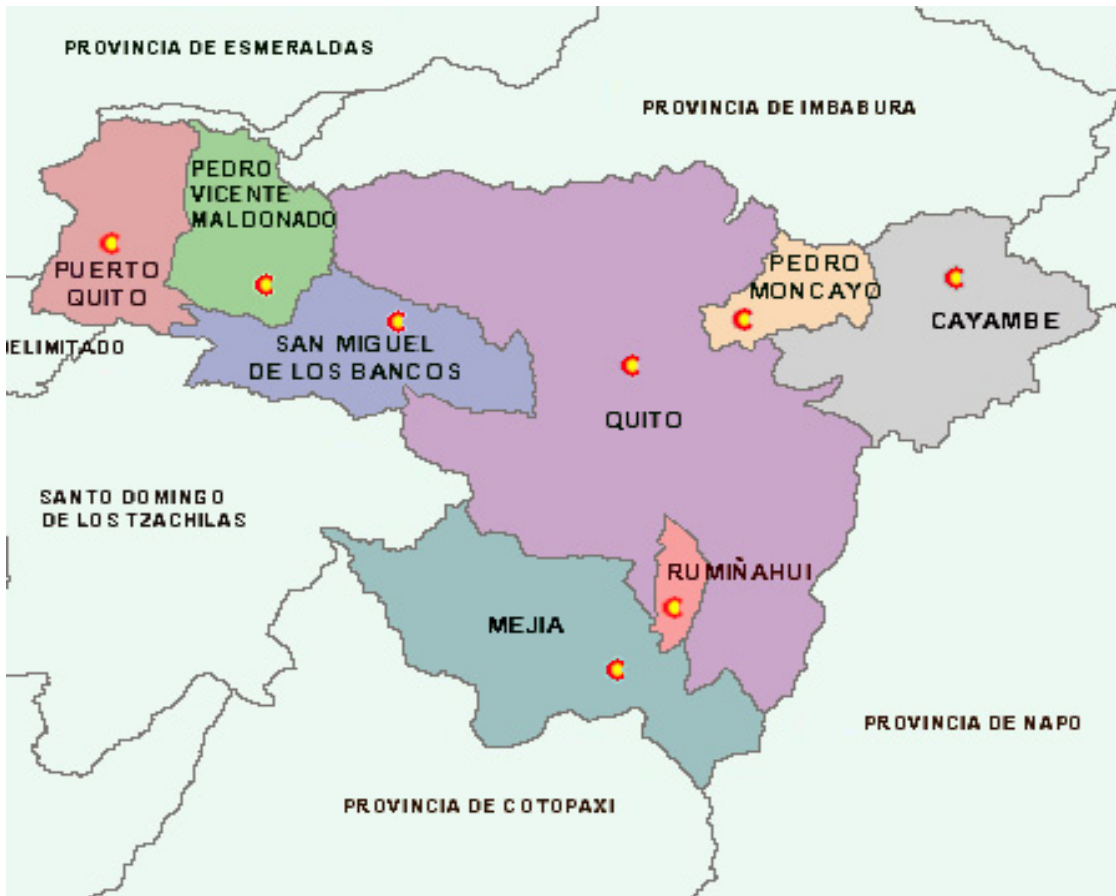 PROVINCIA DE ESMERALDAS
PROVINCIA DE IMBABURA
PEDRO
VICENTE
MALDONADO
PUERTO
QUITO
PEDRO
MONCAYO
CAYAMBE
DELIMITADO
SAN MIGUEL
DE LOS BANCOS
QUITO
SANTO DOMINGO
DE LOS TZACHILAS
RUMIÑAHUI
MEJIA
PROVINCIA DE NAPO
PROVINCIA DE COTOPAXI